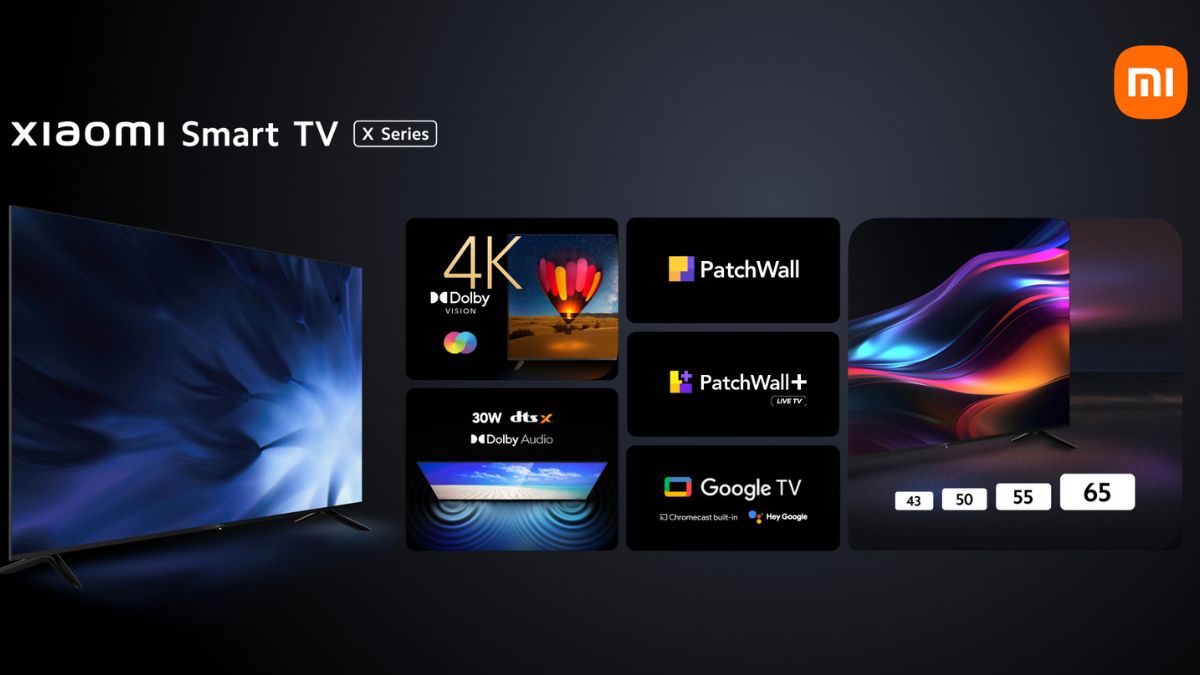 mi
xiaomi Smart TV X Series
4K
Dolby
VISION
30W dts X
Dolby Audio
PatchWall
PatchWall+
LIVE TV
Google TV
Chromecast built-in Hey Google
43 50 55 65